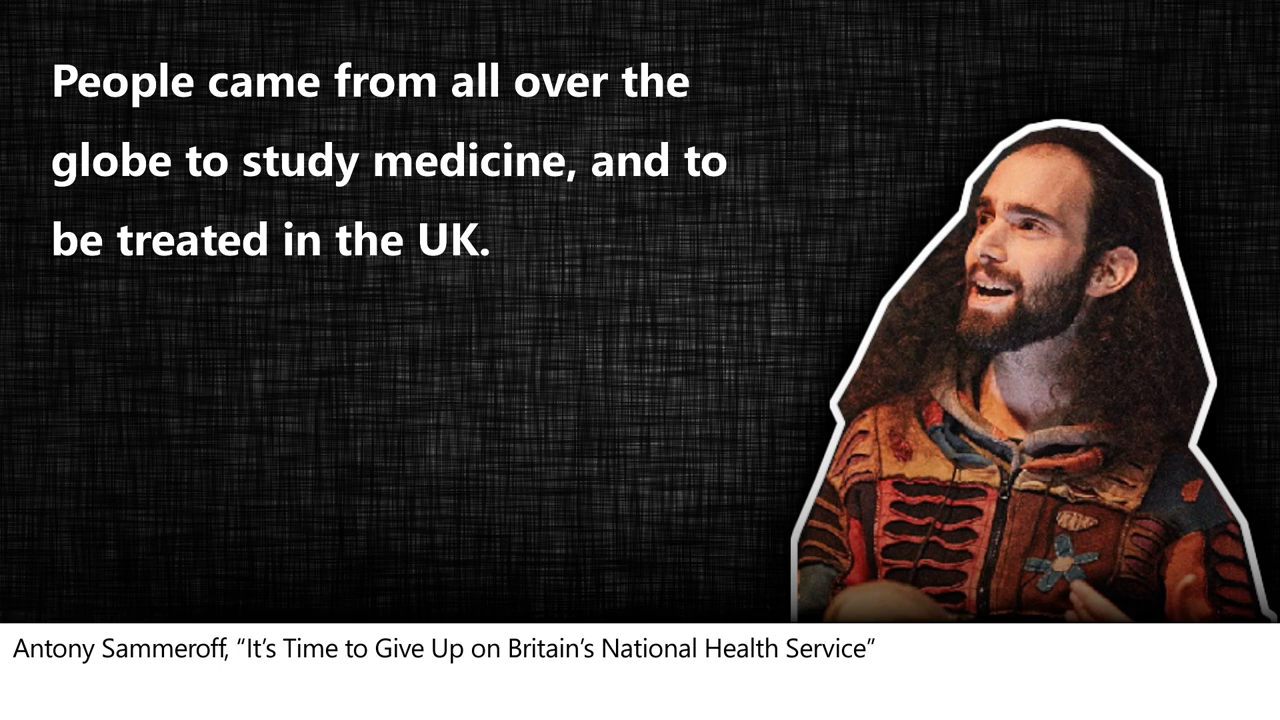 People came from all over the
globe to study medicine, and to
be treated in the UK.
Antony Sammeroff, “It’s Time to Give Up on Britain’s National Health Service”